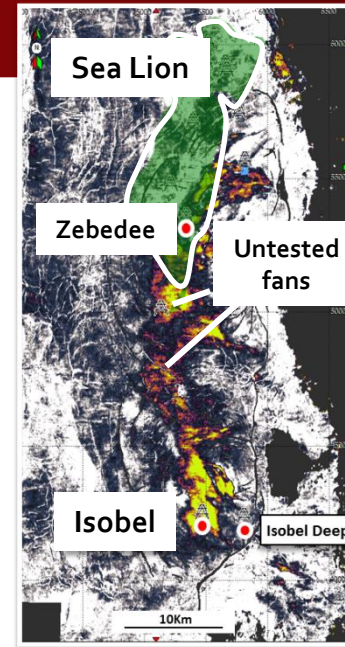 Sea Lion
Zebedee
Untested
fans
Isobel
Isobel Deep
10Km